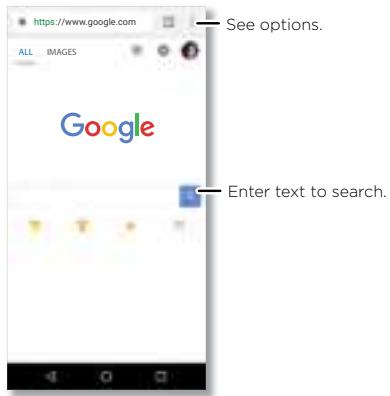 https://www.google.com
See options.
ALL IMAGES
Google
Enter text to search.